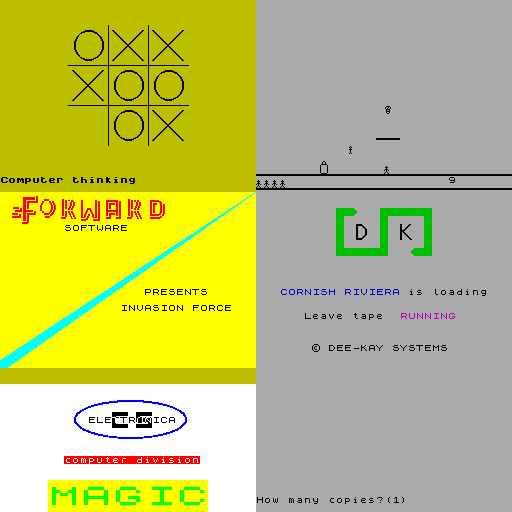 Computer thinking
9
FORWARD
SOFTWARE
PRESENTS
INVASION FORCE
D K
CORNISH RIVIERA is loading
Leave tape RUNNING
© DEE-KAY SYSTEMS
ELECTRONICA
computer division
MAGIC
How many copies?(1)